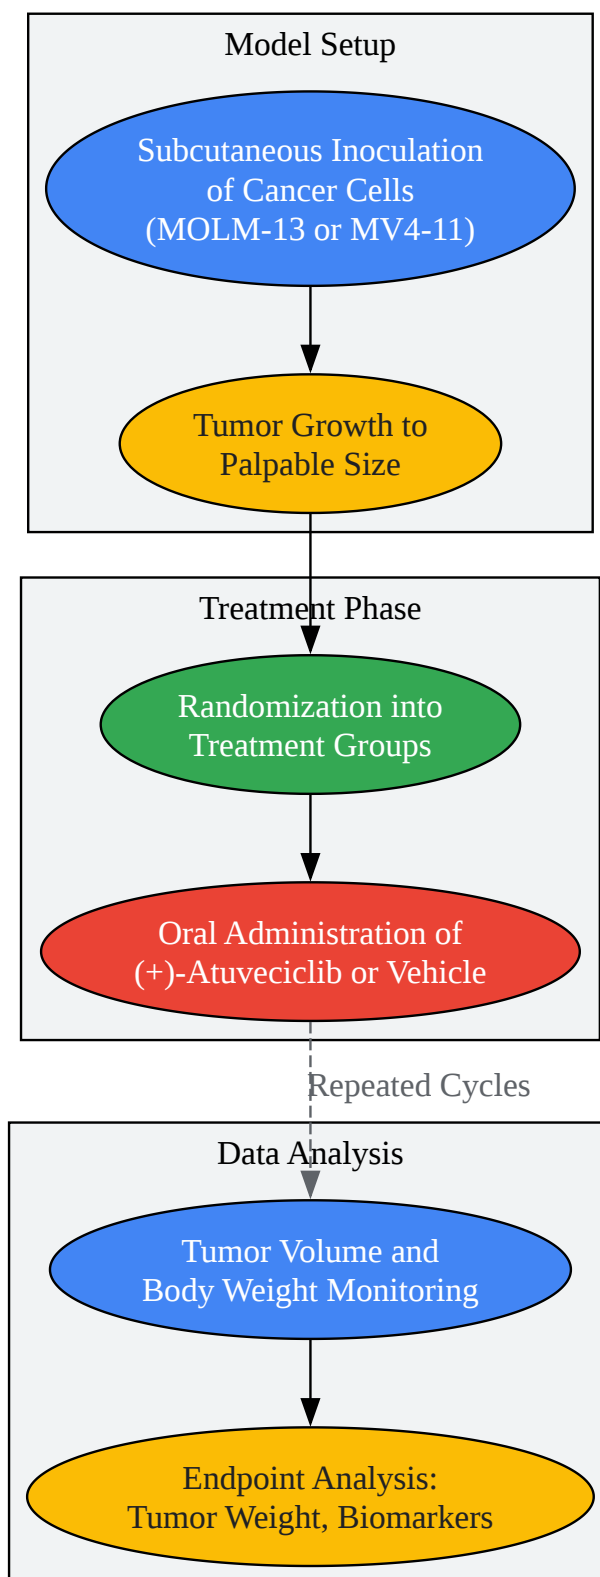 Model Setup
Subcutaneous Inoculation
of Cancer Cells
(MOLM-13 or MV4-11)
Tumor Growth to
Palpable Size
Treatment Phase
Randomization into
Treatment Groups
Oral Administration of
(+)-Atuveciclib or Vehicle
Repeated Cycles
Data Analysis
Tumor Volume and
Body Weight Monitoring
Endpoint Analysis:
Tumor Weight, Biomarkers